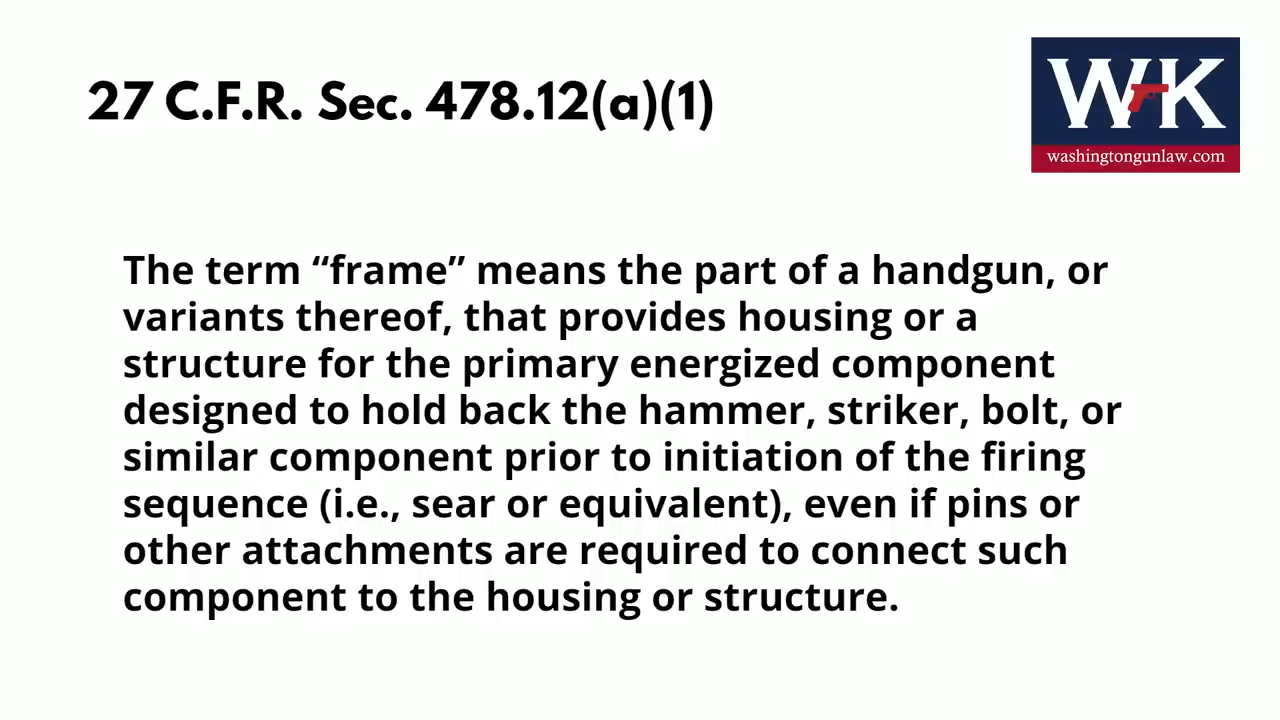 27 C.F.R. Sec. 478.12(a)(1)
WK
washingtongunlaw.com
The term “frame” means the part of a handgun, or
variants thereof, that provides housing or a
structure for the primary energized component
designed to hold back the hammer, striker, bolt, or
similar component prior to initiation of the firing
sequence (i.e., sear or equivalent), even if pins or
other attachments are required to connect such
component to the housing or structure.